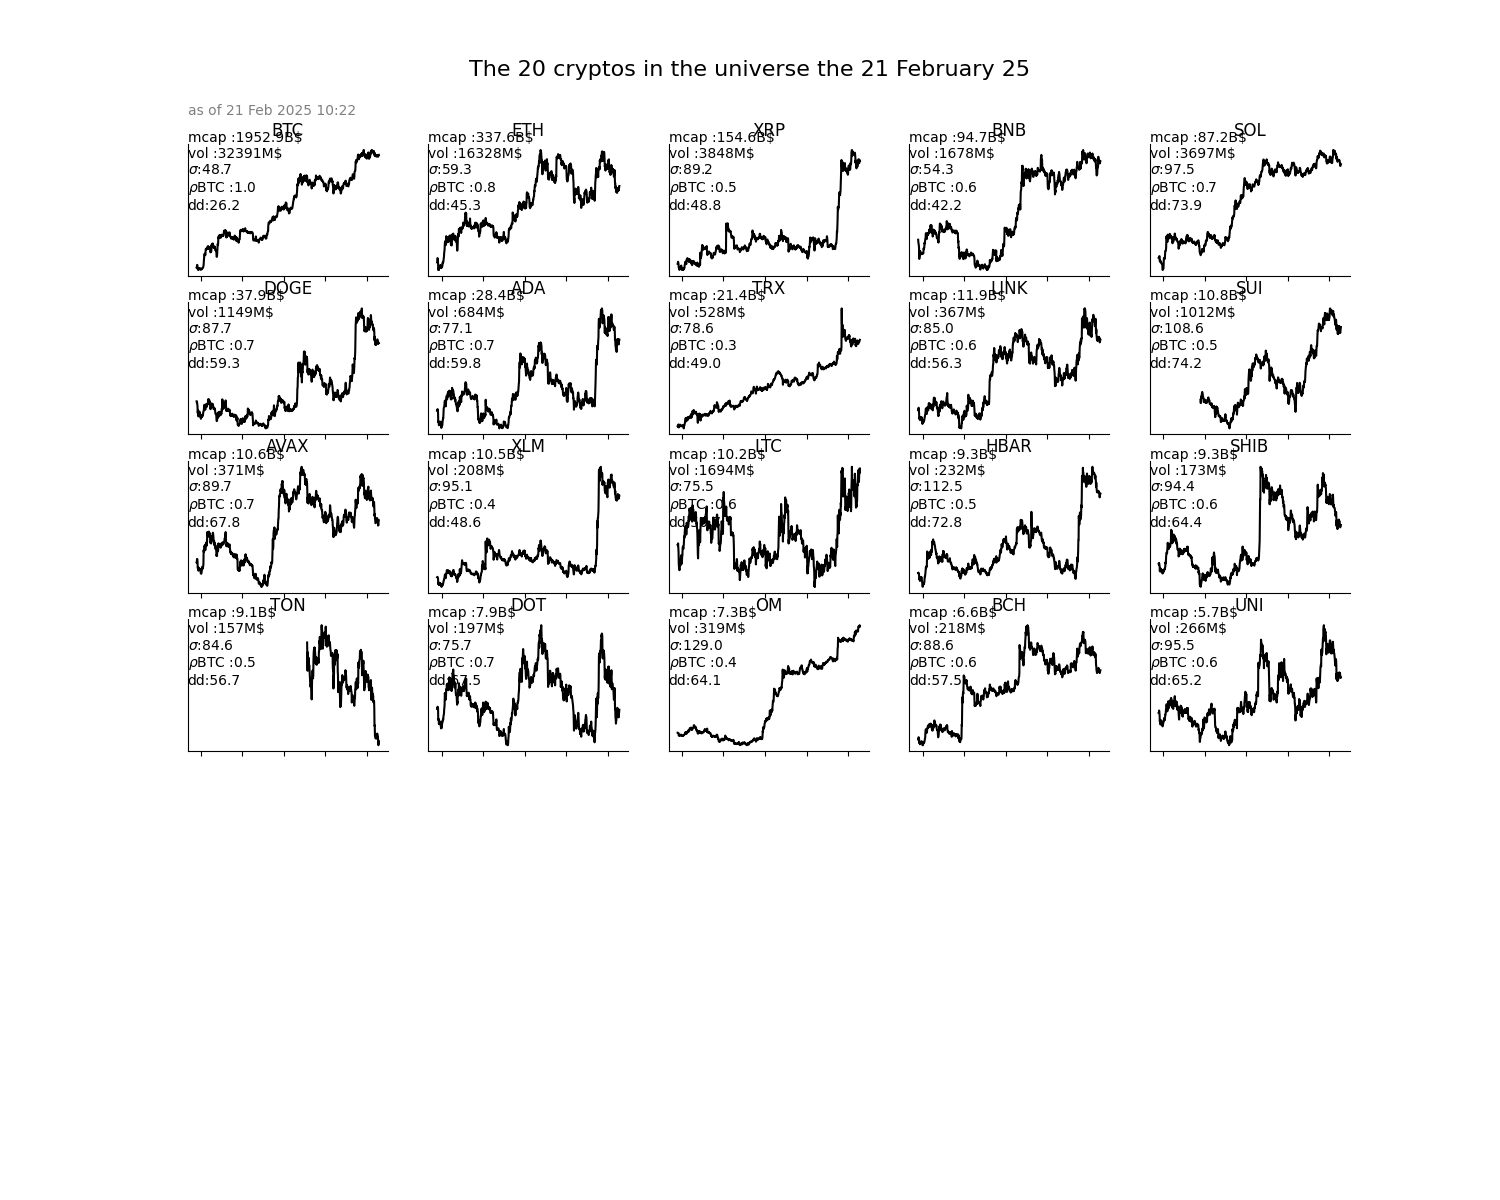 The 20 cryptos in the universe the 21 February 25
as of 21 Feb 2025 10:22
BTC
mcap :1952.9B$
vol :32391M$
σ:48.7
ρBTC :1.0
dd:26.2
ETH
mcap :337.6B$
vol :16328M$
σ:59.3
ρBTC :0.8
dd:45.3
XRP
mcap :154.6B$
vol :3848M$
σ:89.2
ρBTC :0.5
dd:48.8
BNB
mcap :94.7B$
vol :1678M$
σ:54.3
ρBTC :0.6
dd:42.2
SOL
mcap :87.2B$
vol :3697M$
σ:97.5
ρBTC :0.7
dd:73.9
DOGE
mcap :37.9B$
vol :1149M$
σ:87.7
ρBTC :0.7
dd:59.3
ADA
mcap :28.4B$
vol :684M$
σ:77.1
ρBTC :0.7
dd:59.8
TRX
mcap :21.4B$
vol :528M$
σ:78.6
ρBTC :0.3
dd:49.0
LINK
mcap :11.9B$
vol :367M$
σ:85.0
ρBTC :0.6
dd:56.3
SUI
mcap :10.8B$
vol :1012M$
σ:108.6
ρBTC :0.5
dd:74.2
AVAX
mcap :10.6B$
vol :371M$
σ:89.7
ρBTC :0.7
dd:67.8
XLM
mcap :10.5B$
vol :208M$
σ:95.1
ρBTC :0.4
dd:48.6
LTC
mcap :10.2B$
vol :1694M$
σ:75.5
ρBTC :0.6
HBAR
mcap :9.3B$
vol :232M$
σ:112.5
ρBTC :0.5
dd:72.8
SHIB
mcap :9.3B$
vol :173M$
σ:94.4
ρBTC :0.6
dd:64.4
TON
mcap :9.1B$
vol :157M$
σ:84.6
ρBTC :0.5
dd:56.7
DOT
mcap :7.9B$
vol :197M$
σ:75.7
ρBTC :0.7
dd:67.5
OM
mcap :7.3B$
vol :319M$
σ:129.0
ρBTC :0.4
dd:64.1
BCH
mcap :6.6B$
vol :218M$
σ:88.6
ρBTC :0.6
dd:57.5
UNI
mcap :5.7B$
vol :266M$
σ:95.5
ρBTC :0.6
dd:65.2